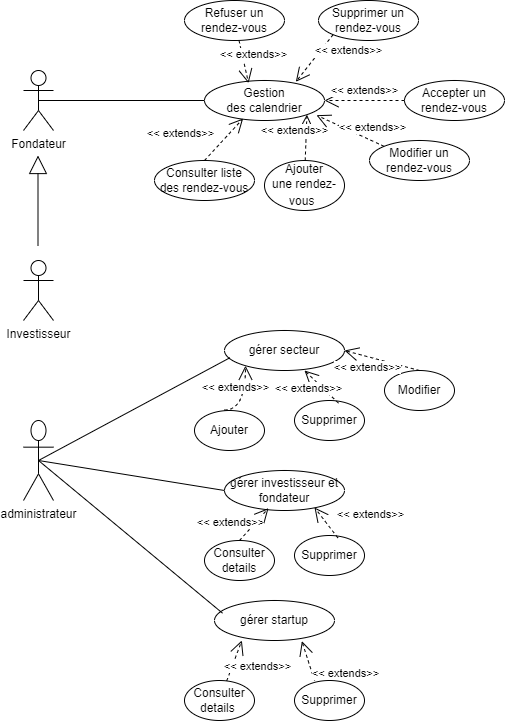 Refuser un
rendez-vous
Supprimer un
rendez-vous
<< extends>>
<< extends>>
Gestion
des calendrier
<< extends>>
Accepter un
rendez-vous
Fondateur
<< extends>>
<< extends>>
<< extends>>
Modifier un
rendez-vous
Consulter liste
des rendez-vous
Ajouter
une rendez-
vous
Investisseur
gérer secteur
<< extends>>
<< extends>>
<< extends>>
Modifier
Ajouter
Supprimer
administrateur
gérer investisseur et
fondateur
<< extends>>
<< extends>>
Consulter
details
Supprimer
gérer startup
<< extends>>
<< extends>>
Consulter
details
Supprimer